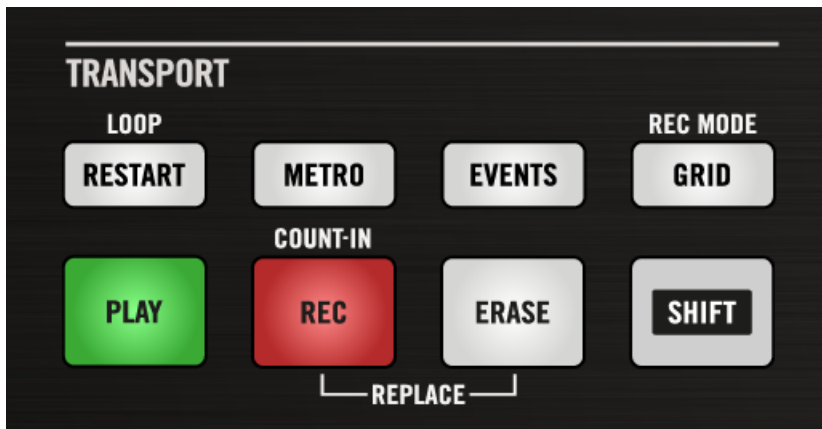 TRANSPORT
LOOP REC MODE
RESTART METRO EVENTS GRID
COUNT-IN
PLAY REC ERASE SHIFT
REPLACE